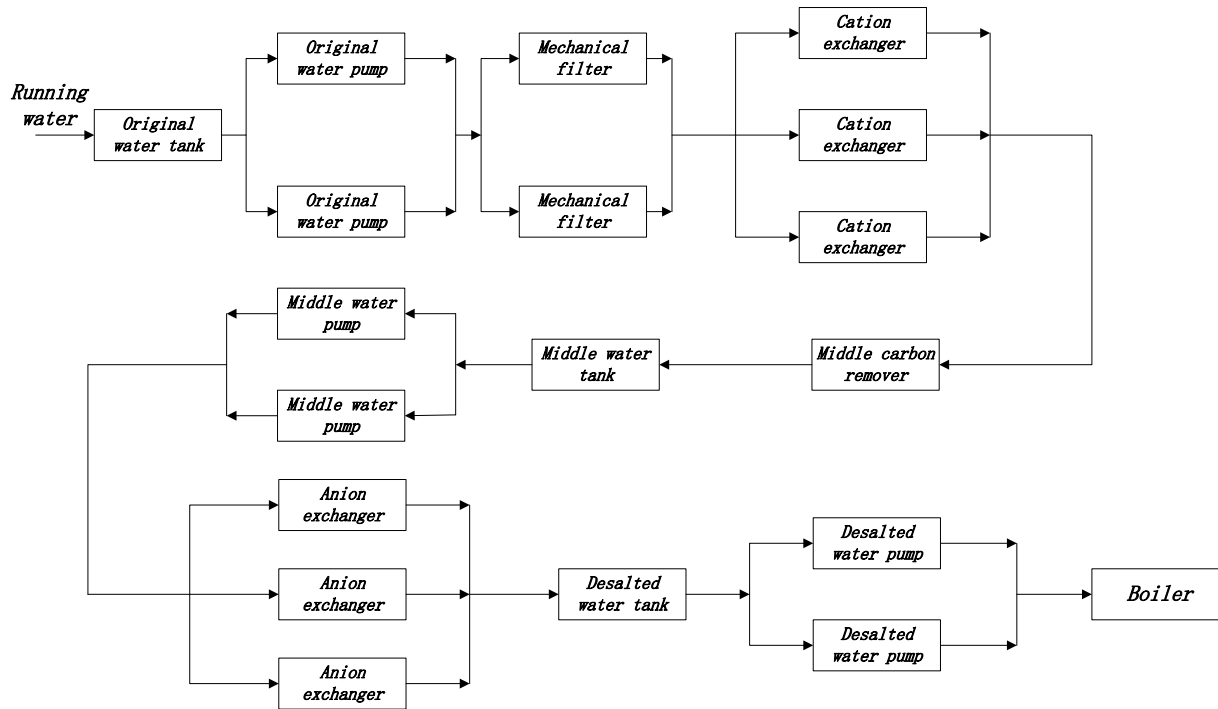 Running
water
Original
water tank
Original
water pump
Original
water pump
Mechanical
filter
Mechanical
filter
Cation
exchanger
Cation
exchanger
Cation
exchanger
Middle carbon
remover
Middle water
tank
Middle water
pump
Middle water
pump
Anion
exchanger
Anion
exchanger
Anion
exchanger
Desalted
water tank
Desalted
water pump
Desalted
water pump
Boiler